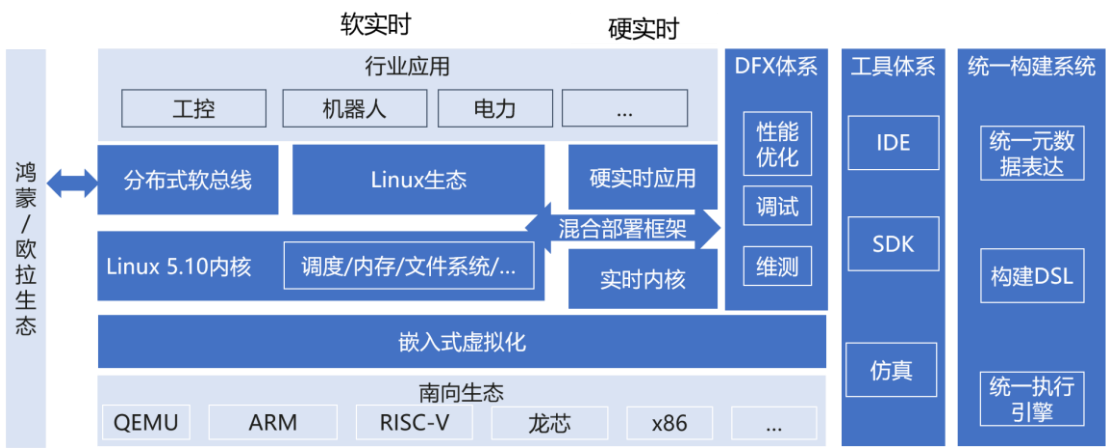 软实时
硬实时
鸿蒙/欧拉生态
行业应用
工控
机器人
电力
...
分布式软总线
Linux生态
硬实时应用
混合部署框架
Linux 5.10内核
调度/内存/文件系统/...
实时内核
嵌入式虚拟化
南向生态
QEMU
ARM
RISC-V
龙芯
x86
...
DFX体系
性能
优化
调试
维测
工具体系
IDE
SDK
仿真
统一构建系统
统一元数
据表达
构建DSL
统一执行
引擎